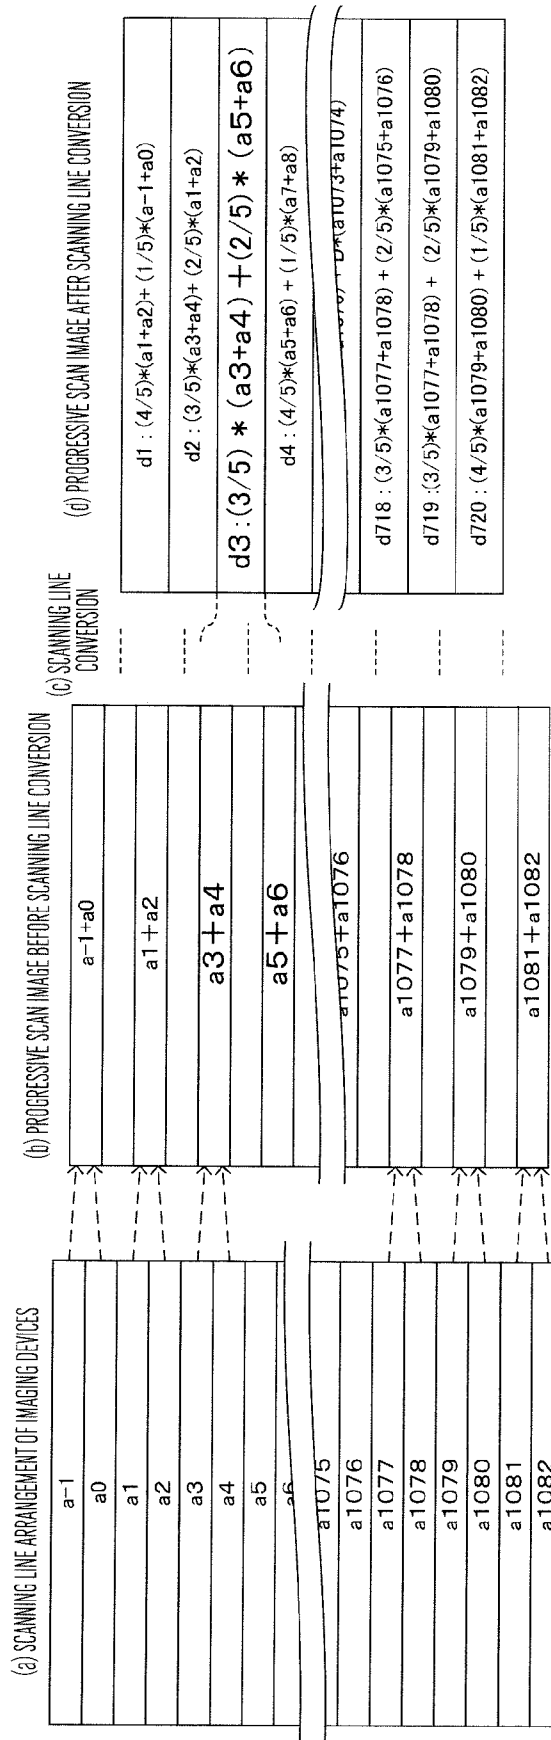 (a) SCANNING LINE ARRANGEMENT OF IMAGING DEVICES
a-1
a0
a1
a2
a3
a4
a5
a6
a1075
a1076
a1077
a1078
a1079
a1080
a1081
a1082
(b) PROGRESSIVE SCAN IMAGE BEFORE SCANNING LINE CONVERSION
a-1+a0
a1+a2
a3+a4
a5+a6
a1075+a1076
a1077+a1078
a1079+a1080
a1081+a1082
(c) SCANNING LINE
CONVERSION
(d) PROGRESSIVE SCAN IMAGE AFTER SCANNING LINE CONVERSION
d1 : (4/5)*(a1+a2)+ (1/5)*(a-1+a0)
d2 : (3/5)*(a3+a4)+ (2/5)*(a1+a2)
d3 : (3/5) * (a3+a4) +(2/5) * (a5+a6)
d4 : (4/5)*(a5+a6) + (1/5)*(a7+a8)
*(a1073+a1074)
d718 : (3/5)*(a1077+a1078) + (2/5)*(a1075+a1076)
d719 :(3/5)*(a1077+a1078) + (2/5)*(a1079+a1080)
d720 : (4/5)*(a1079+a1080) + (1/5)*(a1081+a1082)